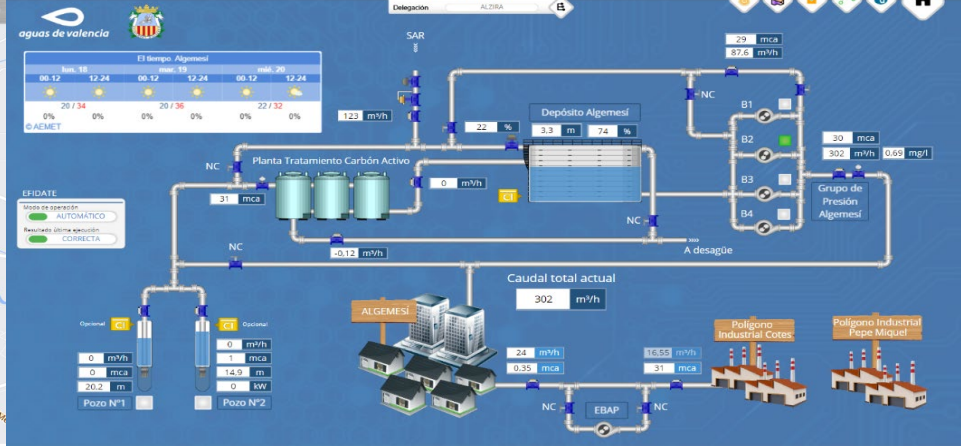 Delegación ALZIRA
aguas de valencia
El tiempo. Algemesí
lun. 18 mar. 19 mié. 20
00-12 12-24 00-12 12-24 00-12 12-24
20 / 34 20 / 36 22 / 32
0% 0% 0% 0% 0% 0%
© AEMET
EFIDATE
Modo de operación
AUTOMÁTICO
Resultado última ejecución
CORRECTA
SAR
123 m³/h
22 %
Depósito Algemesí
3,3 m 74 %
29 mca
87,6 m³/h
NC
B1
B2
B3
B4
30 mca
302 m³/h 0,69 mg/l
Grupo de
Presión
Algemesí
NC
Planta Tratamiento Carbón Activo
31 mca
0 m³/h
CI
NC
-0,12 m³/h
A desagüe
NC
Caudal total actual
302 m³/h
Opcional CI
CI Opcional
0 m³/h
0 mca
20,2 m
Pozo Nº1
0 m³/h
1 mca
14,9 m
0 kW
Pozo Nº2
ALGEMESÍ
24 m³/h
0,35 mca
16,55 m³/h
31 mca
NC
EBAP
NC
Polígono
Industrial Cotes
Polígono Industrial
Pepe Miquel